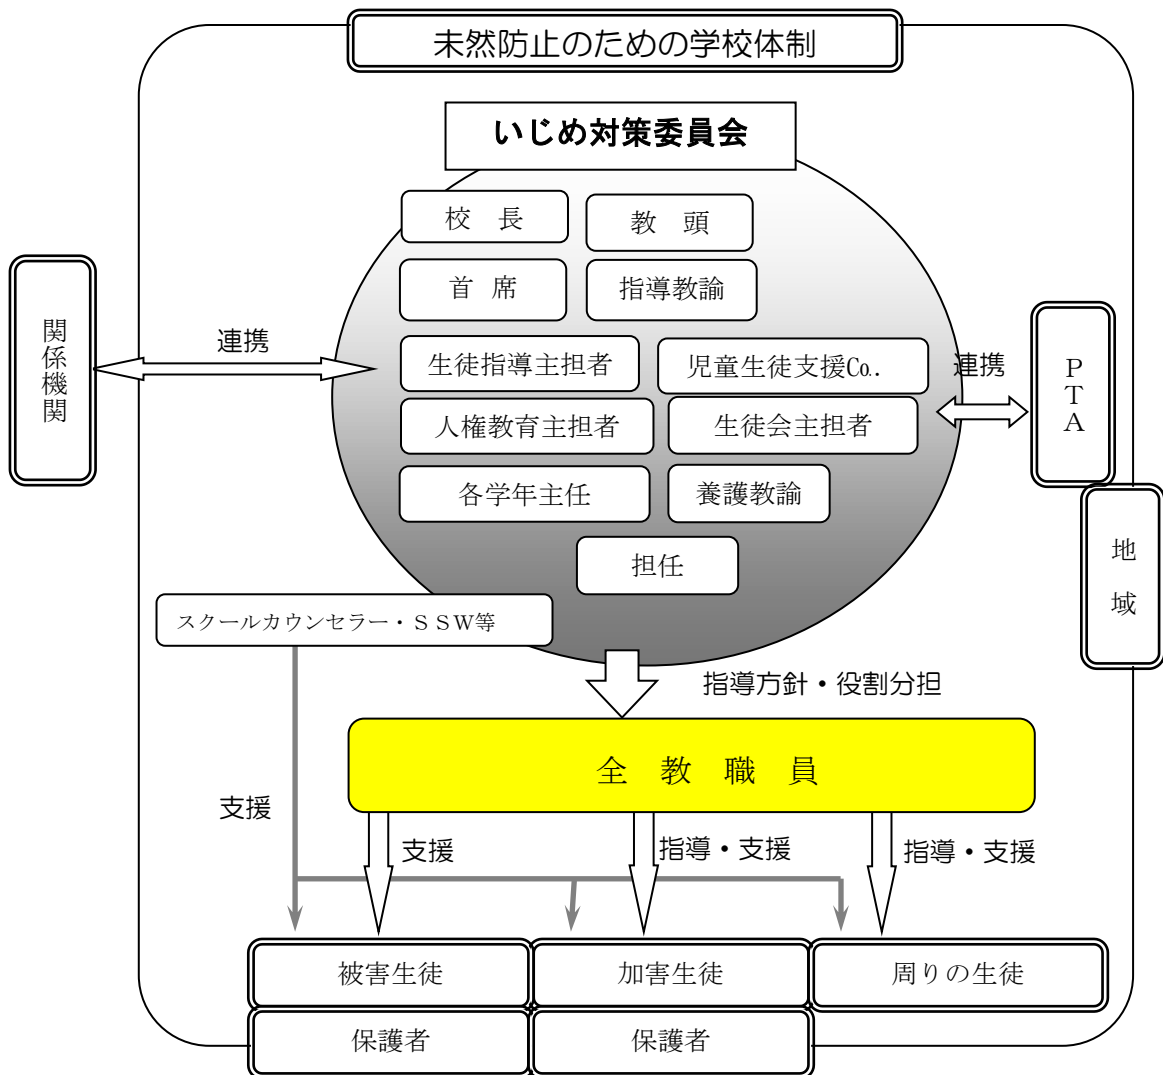 未然防止のための学校体制
いじめ対策委員会
校　長
教　頭
首 席
指導教諭
生徒指導主担者
児童生徒支援Co.
人権教育主担者
生徒会主担者
各学年主任
養護教諭
担任
スクールカウンセラー・ＳＳＷ等
関係機関
連携
連携
ＰＴＡ
地域
指導方針・役割分担
全　教　職　員
支援
支援
指導・支援
指導・支援
被害生徒
加害生徒
周りの生徒
保護者
保護者